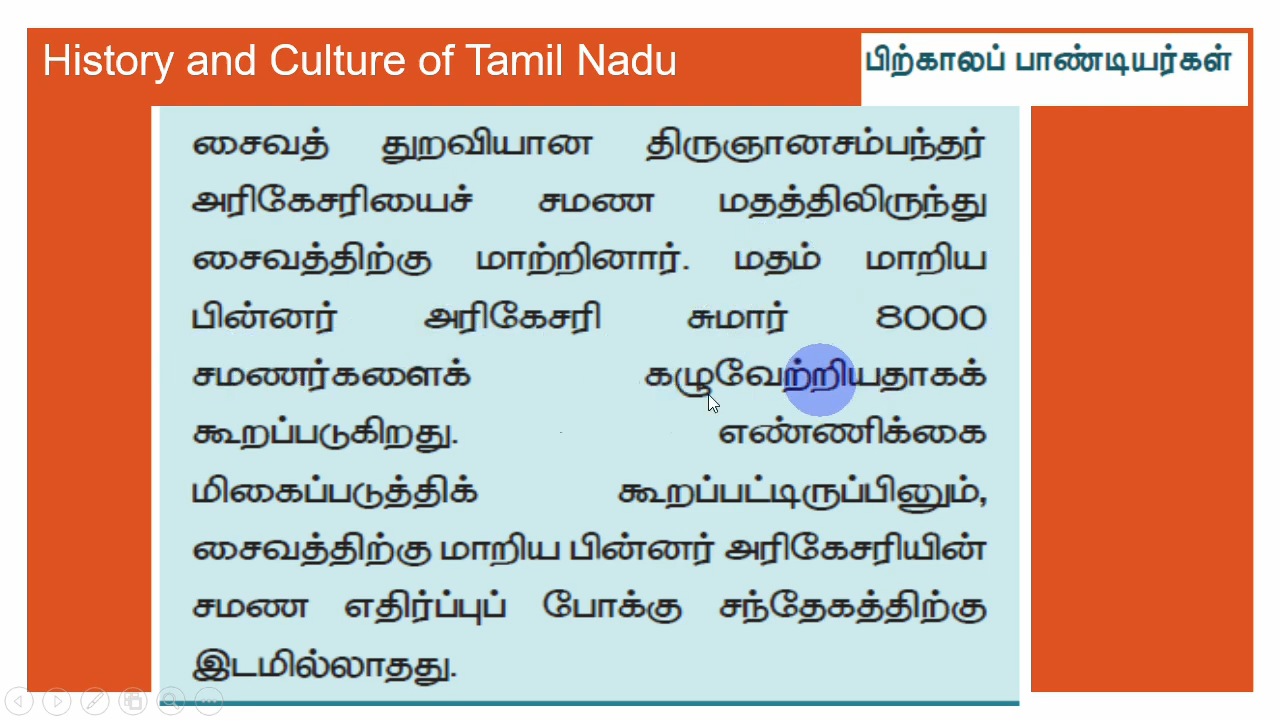 History and Culture of Tamil Nadu
பிற்காலப் பாண்டியர்கள்
சைவத் துறவியான திருஞானசம்பந்தர்
அரிகேசரியைச் சமண மதத்திலிருந்து
சைவத்திற்கு மாற்றினார். மதம் மாறிய
பின்னர் அரிகேசரி சுமார் 8000
சமணர்களைக் கழுவேற்றியதாகக்
கூறப்படுகிறது. எண்ணிக்கை
மிகைப்படுத்திக் கூறப்பட்டிருப்பினும்,
சைவத்திற்கு மாறிய பின்னர் அரிகேசரியின்
சமண எதிர்ப்புப் போக்கு சந்தேகத்திற்கு
இடமில்லாதது.